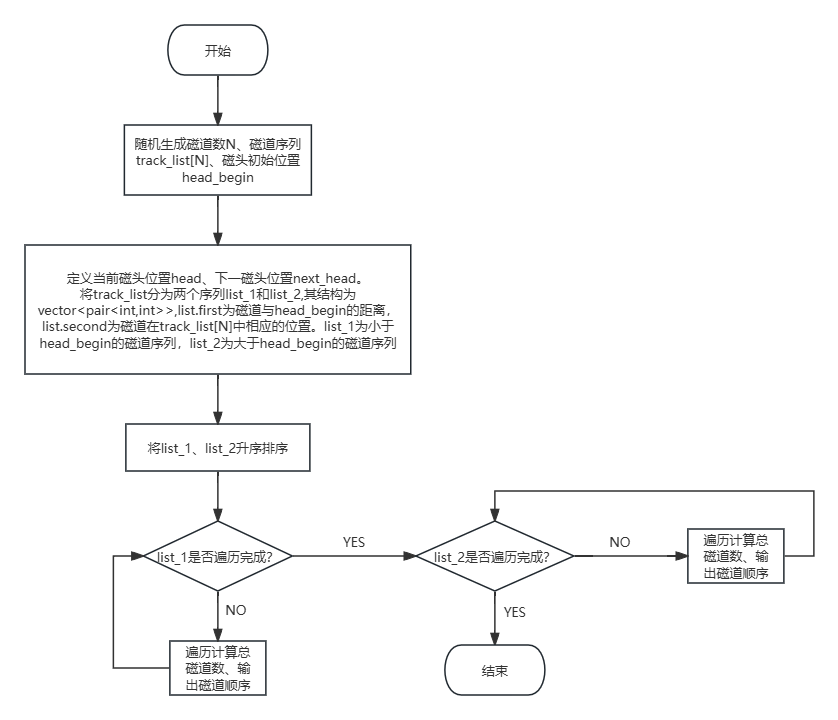 开始
随机生成磁道数N、磁道序列
track_list[N]、磁头初始位置
head_begin
定义当前磁头位置head、下一磁头位置next_head。
将track_list分为两个序列list_1和list_2,其结构为
vector<pair<int,int>>,list.first为磁道与head_begin的距离，
list.second为磁道在track_list[N]中相应的位置。list_1为小于
head_begin的磁道序列，list_2为大于head_begin的磁道序列
将list_1、list_2升序排序
list_1是否遍历完成?
YES
list_2是否遍历完成?
NO
遍历计算总
磁道数、输
出磁道顺序
NO
YES
遍历计算总
磁道数、输
出磁道顺序
结束